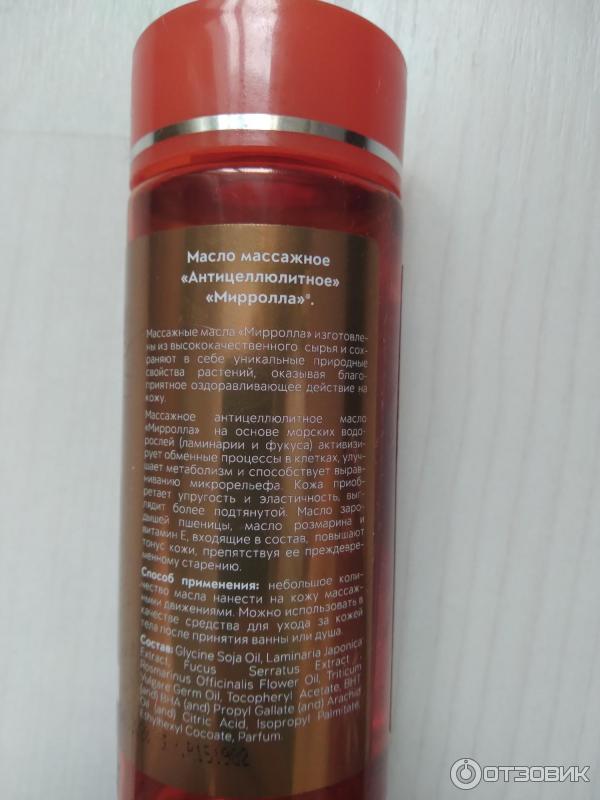 Масло массажное
«Антицеллюлитное»
«Мирролла»®.
Массажные масла «Мирролла» изготовле-
ны из высококачественного сырья и сох-
раняют в себе уникальные природные
свойства растений, оказывая благо-
приятное оздоравливающее действие на
кожу.
Массажное антицеллюлитное масло
«Мирролла» на основе морских водо-
рослей (ламинарии и фукуса) активизи-
рует обменные процессы в клетках, улуч-
шает метаболизм и способствует вырав-
ниванию микрорельефа. Кожа приоб-
ретает упругость и эластичность, выг-
лядит более подтянутой. Масло заро-
дышей пшеницы, масло розмарина и
витамин Е, входящие в состав, повышают
тонус кожи, препятствуя ее преждевре-
менному старению.
Способ применения: небольшое коли-
чество масла нанести на кожу массаж-
ными движениями. Можно использовать в
качестве средства для ухода за кожей
тела после принятия ванны или душа.
Состав: Glycine Soja Oil, Laminaria Japonica
Extract, Fucus Serratus Extract,
Rosmarinus Officinalis Flower Oil, Triticum
Vulgare Germ Oil, Tocopheryl Acetate, BHT
(and) BHA (and) Propyl Gallate (and) Arachid
Oil (and) Citric Acid, Isopropyl Palmitate,
Ethylhexyl Cocoate, Parfum.
ОТЗОВИК